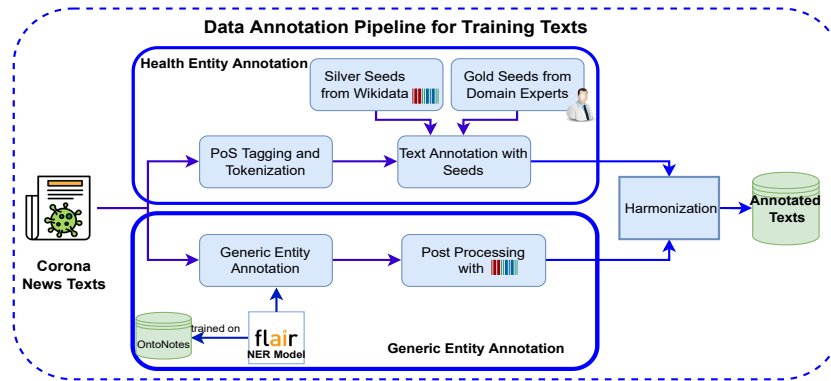 Data Annotation Pipeline for Training Texts
Health Entity Annotation
Silver Seeds
from Wikidata
Gold Seeds from
Domain Experts
PoS Tagging and
Tokenization
Text Annotation with
Seeds
Corona
News Texts
Harmonization
Annotated
Texts
Generic Entity
Annotation
Post Processing
with
OntoNotes
trained on
flair
NER Model
Generic Entity Annotation